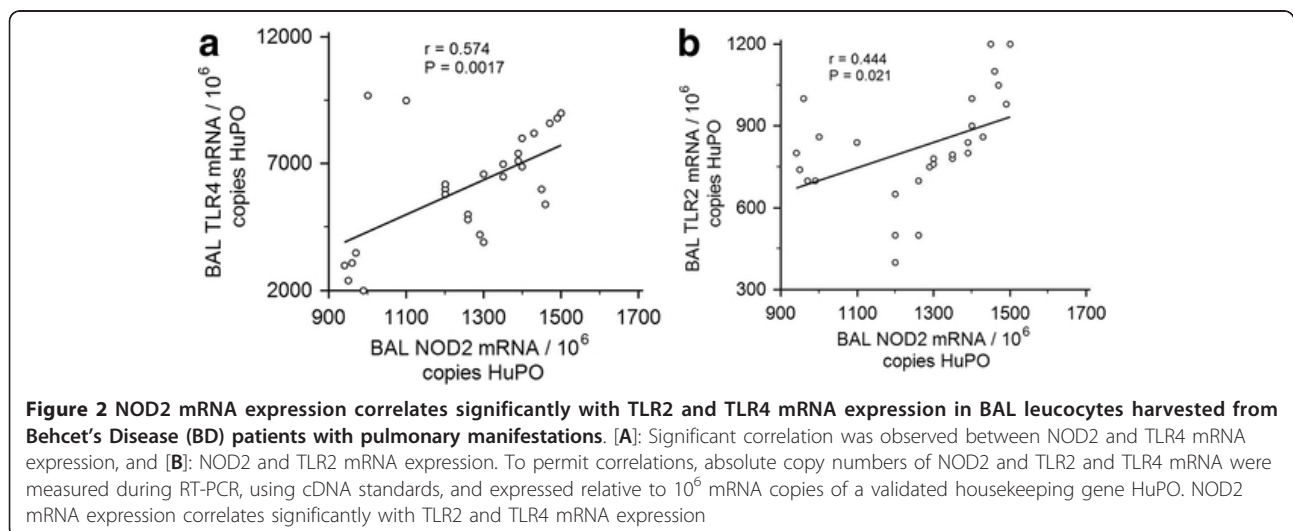 a
r = 0.574
P = 0.0017
BAL TLR4 mRNA / 10⁶
copies HuPO
12000
7000
2000
900 1100 1300 1500 1700
BAL NOD2 mRNA / 10⁶
copies HuPO
b
r = 0.444
P = 0.021
BAL TLR2 mRNA / 10⁶
copies HuPO
1200
900
600
300
900 1100 1300 1500 1700
BAL NOD2 mRNA / 10⁶
copies HuPO
Figure 2 NOD2 mRNA expression correlates significantly with TLR2 and TLR4 mRNA expression in BAL leucocytes harvested from
Behcet's Disease (BD) patients with pulmonary manifestations. [A]: Significant correlation was observed between NOD2 and TLR4 mRNA
expression, and [B]: NOD2 and TLR2 mRNA expression. To permit correlations, absolute copy numbers of NOD2 and TLR2 and TLR4 mRNA were
measured during RT-PCR, using cDNA standards, and expressed relative to 10⁶ mRNA copies of a validated housekeeping gene HuPO. NOD2
mRNA expression correlates significantly with TLR2 and TLR4 mRNA expression